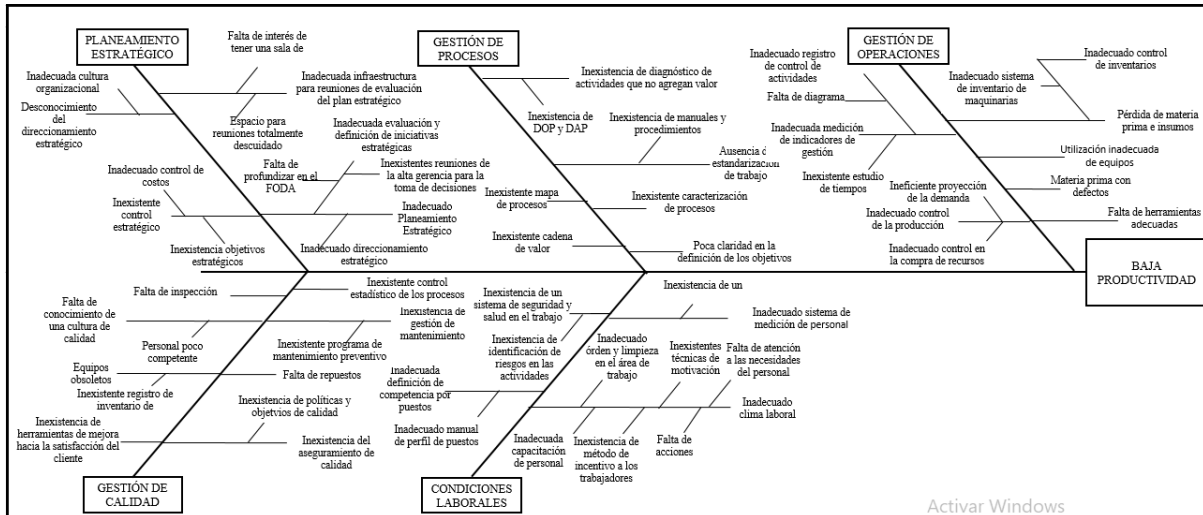 PLANEAMIENTO
ESTRATÉGICO
Falta de interés de
tener una sala de
Inadecuada cultura
organizacional
Inadecuada infraestructura
para reuniones de evaluación
del plan estratégico
Desconocimiento
del
direccionamiento
estratégico
Espacio para
reuniones totalmente
descuidado
Inadecuada evaluación y
definición de iniciativas
estratégicas
Falta de
profundizar en el
FODA
Inexistentes reuniones de
la alta gerencia para la
toma de decisiones
Inadecuado control de
costos
Inexistente
control
estratégico
Inadecuado
Planeamiento
Estratégico
Inexistencia objetivos
estratégicos
Inadecuado direccionamiento
estratégico
GESTIÓN DE
PROCESOS
Inexistencia de diagnóstico de
actividades que no agregan valor
Inexistencia de
DOP y DAP
Inexistencia de manuales y
procedimientos
Ausencia d
estandarización
de trabajo
Inexistente mapa
de procesos
Inexistente caracterización
de procesos
Inexistente cadena
de valor
Poca claridad en la
definición de los objetivos
GESTIÓN DE
OPERACIONES
Inadecuado registro
de control de
actividades
Inadecuado control
de inventarios
Inadecuado sistema
de inventario de
maquinarias
Falta de diagrama
Pérdida de materia
prima e insumos
Inadecuada medición
de indicadores de
gestión
Utilización inadecuada
de equipos
Inexistente estudio
de tiempos
Materia prima con
defectos
Ineficiente proyección
de la demanda
Inadecuado control
de la producción
Falta de herramientas
adecuadas
Inadecuado control en
la compra de recursos
BAJA
PRODUCTIVIDAD
Falta de inspección
Inexistente control
estadístico de los procesos
Falta de
conocimiento de
una cultura de
calidad
Inexistencia de
gestión de
mantenimiento
Personal poco
competente
Inexistente programa de
mantenimiento preventivo
Equipos
obsoletos
Falta de repuestos
Inexistente registro de
inventario de
Inexistencia de políticas y
objetvios de calidad
Inexistencia de
herramientas de mejora
hacia la satisfacción del
cliente
Inexistencia del
aseguramiento de
calidad
GESTIÓN DE
CALIDAD
Inexistencia de un
sistema de seguridad y
salud en el trabajo
Inexistencia de un
Inadecuado sistema de
medición de personal
Inexistencia de
identificación de
riesgos en las
actividades
Inadecuado
órden y limpieza
en el área de
trabajo
Inexistentes
técnicas de
motivación
Falta de atención
a las necesidades
del personal
Inadecuada
definición de
competencia por
puestos
Inadecuado
clima laboral
Inadecuado manual
de perfil de puestos
Inadecuada
capacitación
de personal
Inexistencia de
método de
incentivo a los
trabajadores
Falta de
acciones
CONDICIONES
LABORALES
Activar Windows